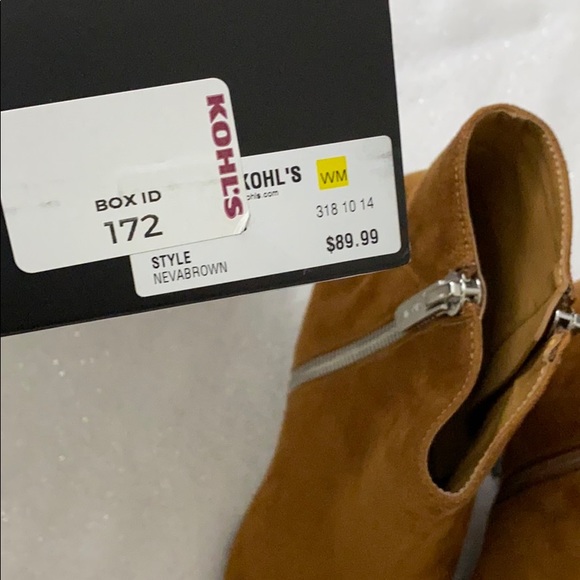 KOHL'S
BOX ID
172
KOHL'S
WM
318 10 14
$89.99
STYLE
NEVABROWN